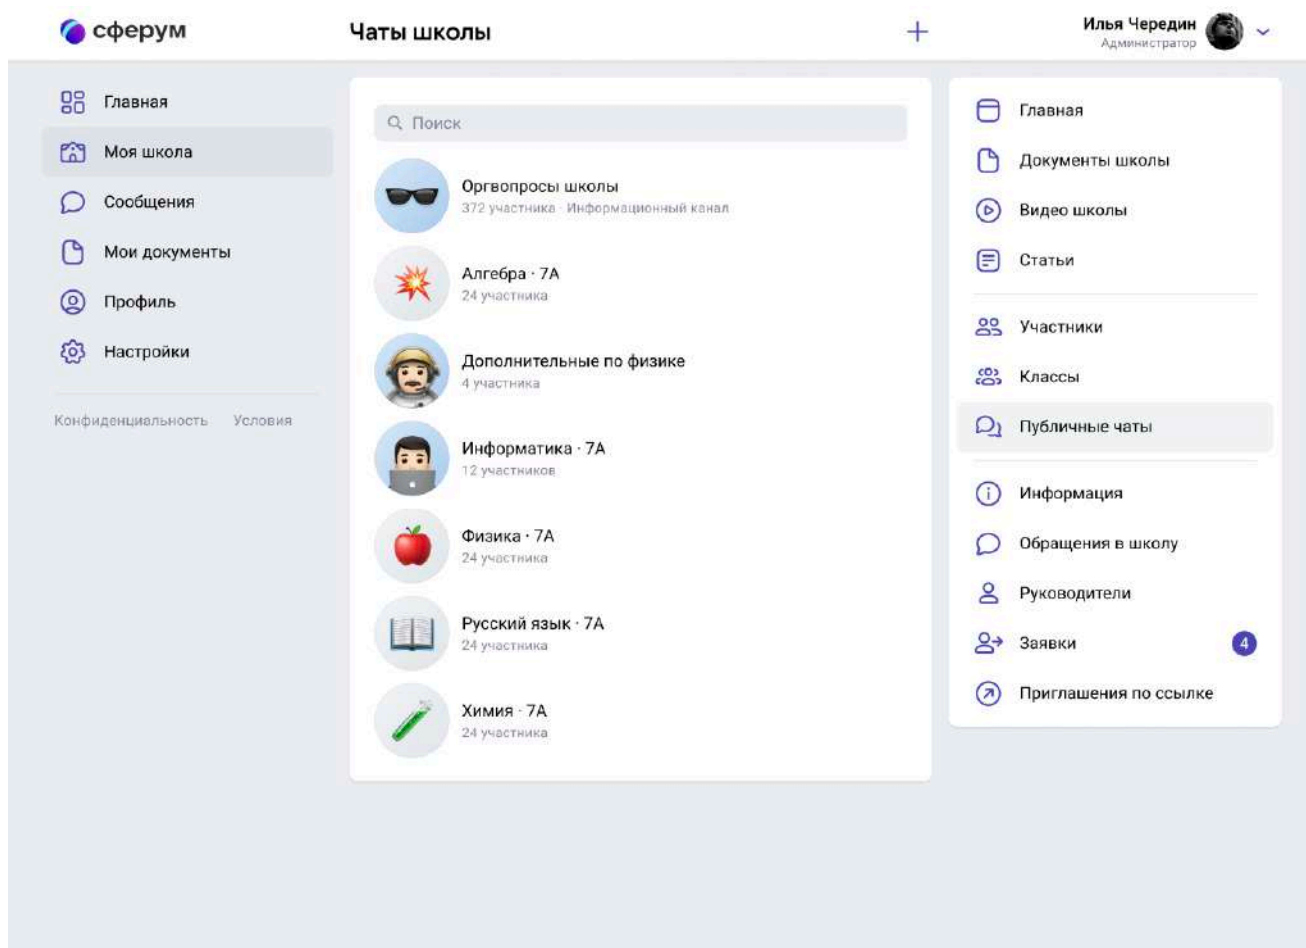 сферум
Чаты школы
Илья Чередин
Администратор
Главная
Моя школа
Сообщения
Мои документы
Профиль
Настройки
Конфиденциальность Условия
Поиск
Оргвопросы школы
372 участника · Информационный канал
Алгебра · 7А
24 участника
Дополнительные по физике
4 участника
Информатика · 7А
12 участников
Физика · 7А
24 участника
Русский язык · 7А
24 участника
Химия · 7А
24 участника
Главная
Документы школы
Видео школы
Статьи
Участники
Классы
Публичные чаты
Информация
Обращения в школу
Руководители
Заявки 4
Приглашения по ссылке